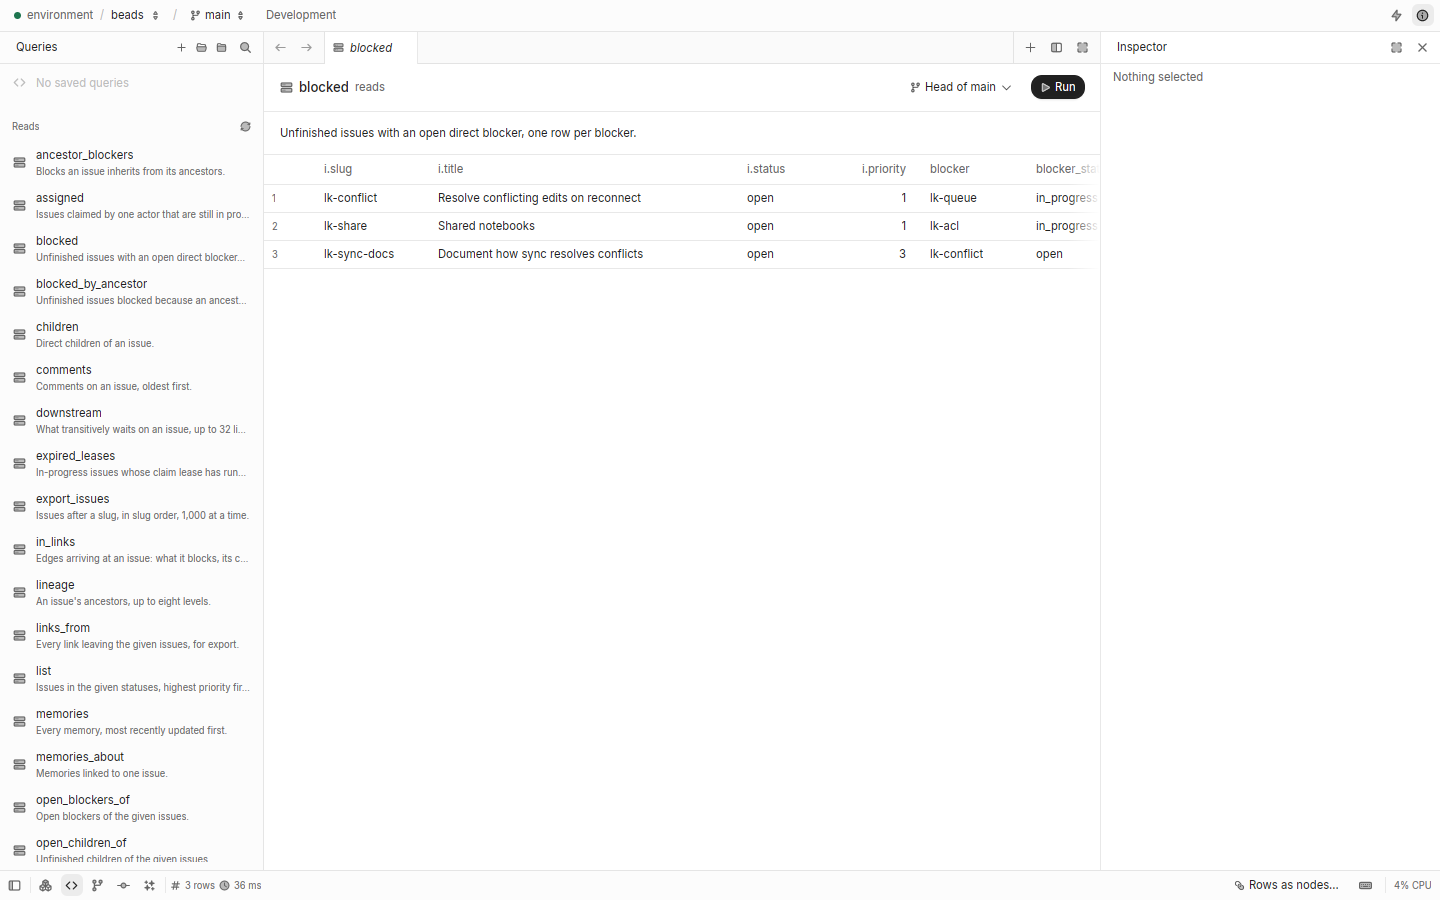 environment / beads / main Development
Queries
blocked
Inspector
No saved queries
blocked reads
Head of main
Run
Nothing selected
Reads
Unfinished issues with an open direct blocker, one row per blocker.
ancestor_blockers
Blocks an issue inherits from its ancestors.
assigned
Issues claimed by one actor that are still in pro...
blocked
Unfinished issues with an open direct blocker...
blocked_by_ancestor
Unfinished issues blocked because an ancest...
children
Direct children of an issue.
comments
Comments on an issue, oldest first.
downstream
What transitively waits on an issue, up to 32 li...
expired_leases
In-progress issues whose claim lease has run...
export_issues
Issues after a slug, in slug order, 1,000 at a time.
in_links
Edges arriving at an issue: what it blocks, its c...
lineage
An issue's ancestors, up to eight levels.
links_from
Every link leaving the given issues, for export.
list
Issues in the given statuses, highest priority fir...
memories
Every memory, most recently updated first.
memories_about
Memories linked to one issue.
open_blockers_of
Open blockers of the given issues.
open_children_of
Unfinished children of the given issues
i.slug i.title i.status i.priority blocker blocker_sta
1 lk-conflict Resolve conflicting edits on reconnect open 1 lk-queue in_progress
2 lk-share Shared notebooks open 1 lk-acl in_progress
3 lk-sync-docs Document how sync resolves conflicts open 3 lk-conflict open
3 rows 36 ms
Rows as nodes...
4% CPU